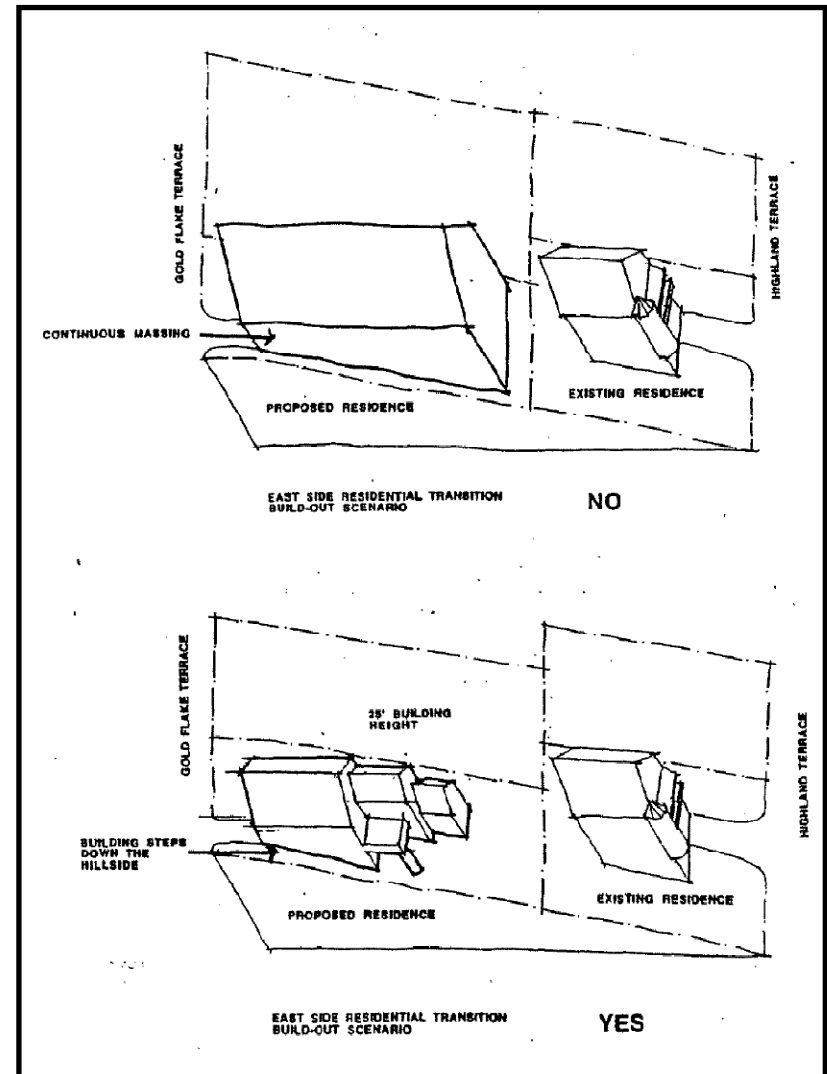 GOLD FLAKE TERRACE
HIGHLAND TERRACE
CONTINUOUS MASSING
PROPOSED RESIDENCE
EXISTING RESIDENCE
EAST SIDE RESIDENTIAL TRANSITION
BUILD-OUT SCENARIO
NO
GOLD FLAKE TERRACE
25' BUILDING
HEIGHT
HIGHLAND TERRACE
BUILDING STEPS
DOWN THE
HILLSIDE
PROPOSED RESIDENCE
EXISTING RESIDENCE
EAST SIDE RESIDENTIAL TRANSITION
BUILD-OUT SCENARIO
YES